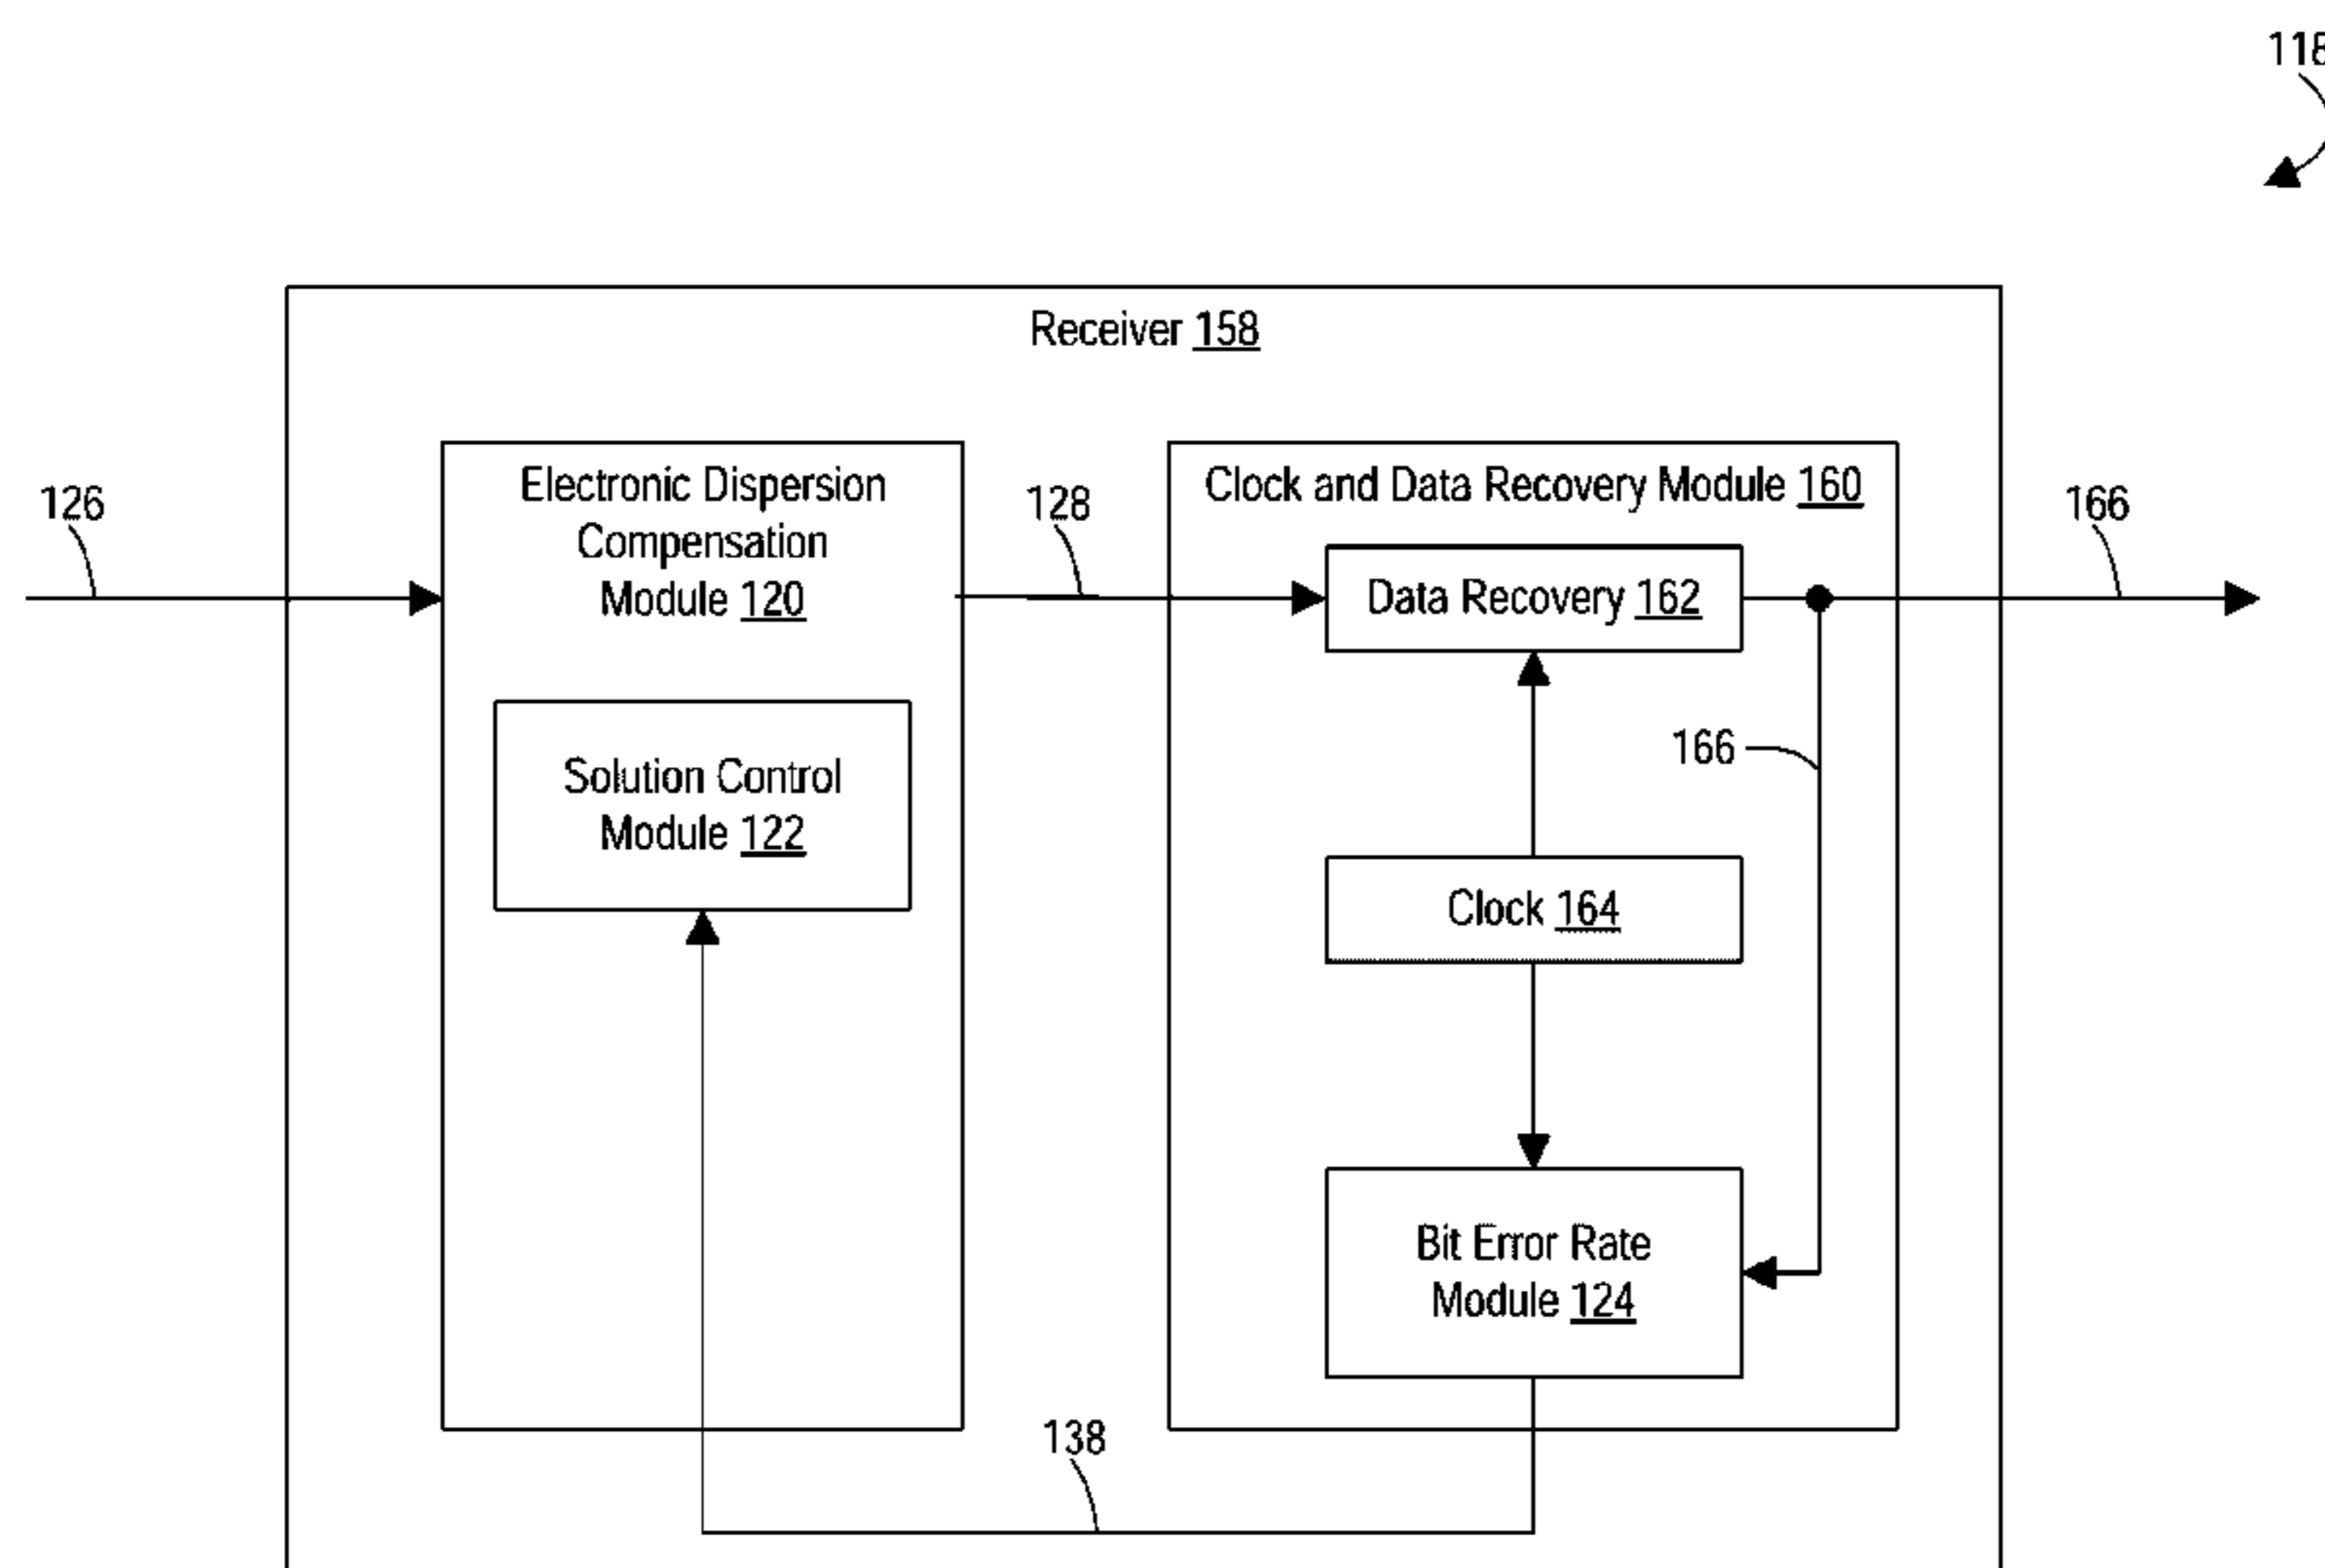 118
Receiver 158
126
Electronic Dispersion
Compensation
Module 120
128
Clock and Data Recovery Module 160
Data Recovery 162
166
Solution Control
Module 122
166
Clock 164
Bit Error Rate
Module 124
138